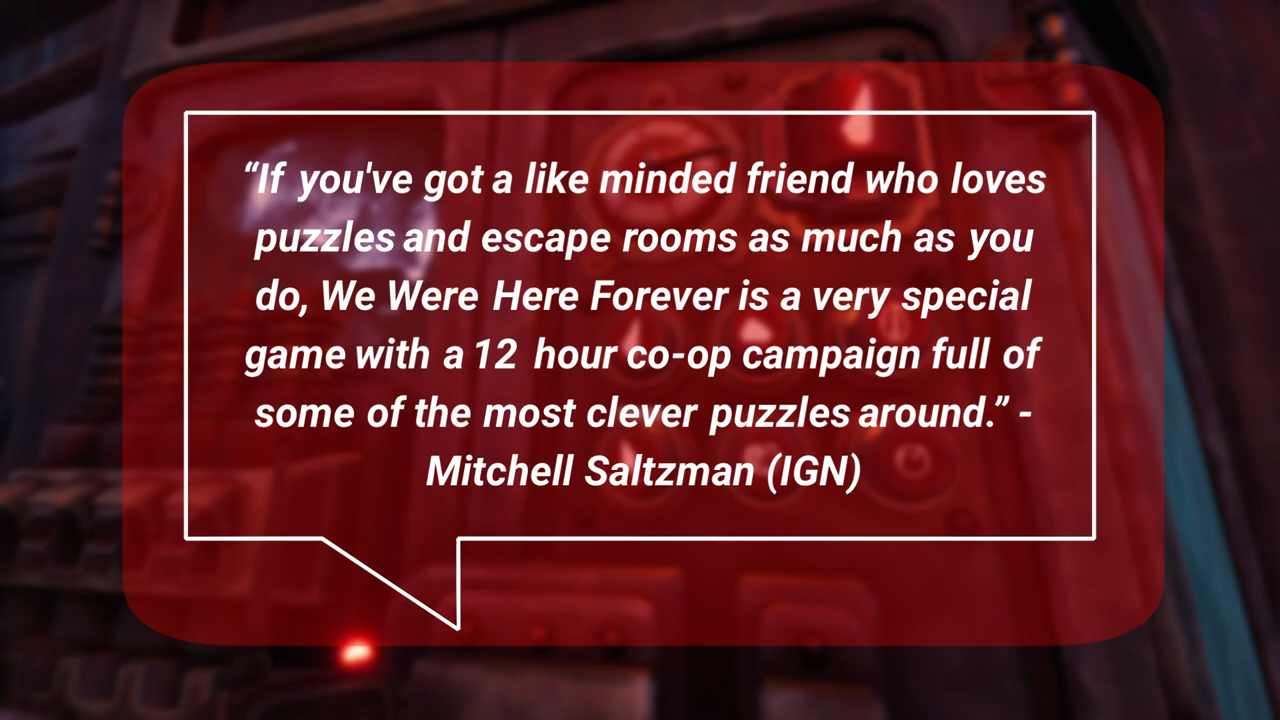 “If you've got a like minded friend who loves
puzzles and escape rooms as much as you
do, We Were Here Forever is a very special
game with a 12 hour co-op campaign full of
some of the most clever puzzles around.” -
Mitchell Saltzman (IGN)